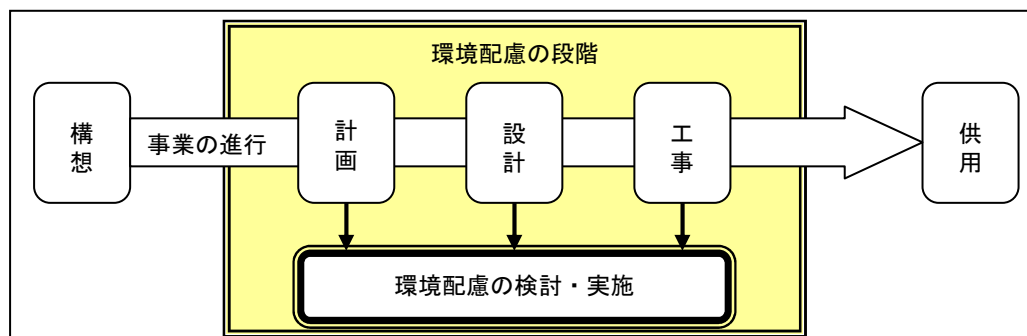 環境配慮の段階
構想
事業の進行
計画
設計
工事
供用
環境配慮の検討・実施